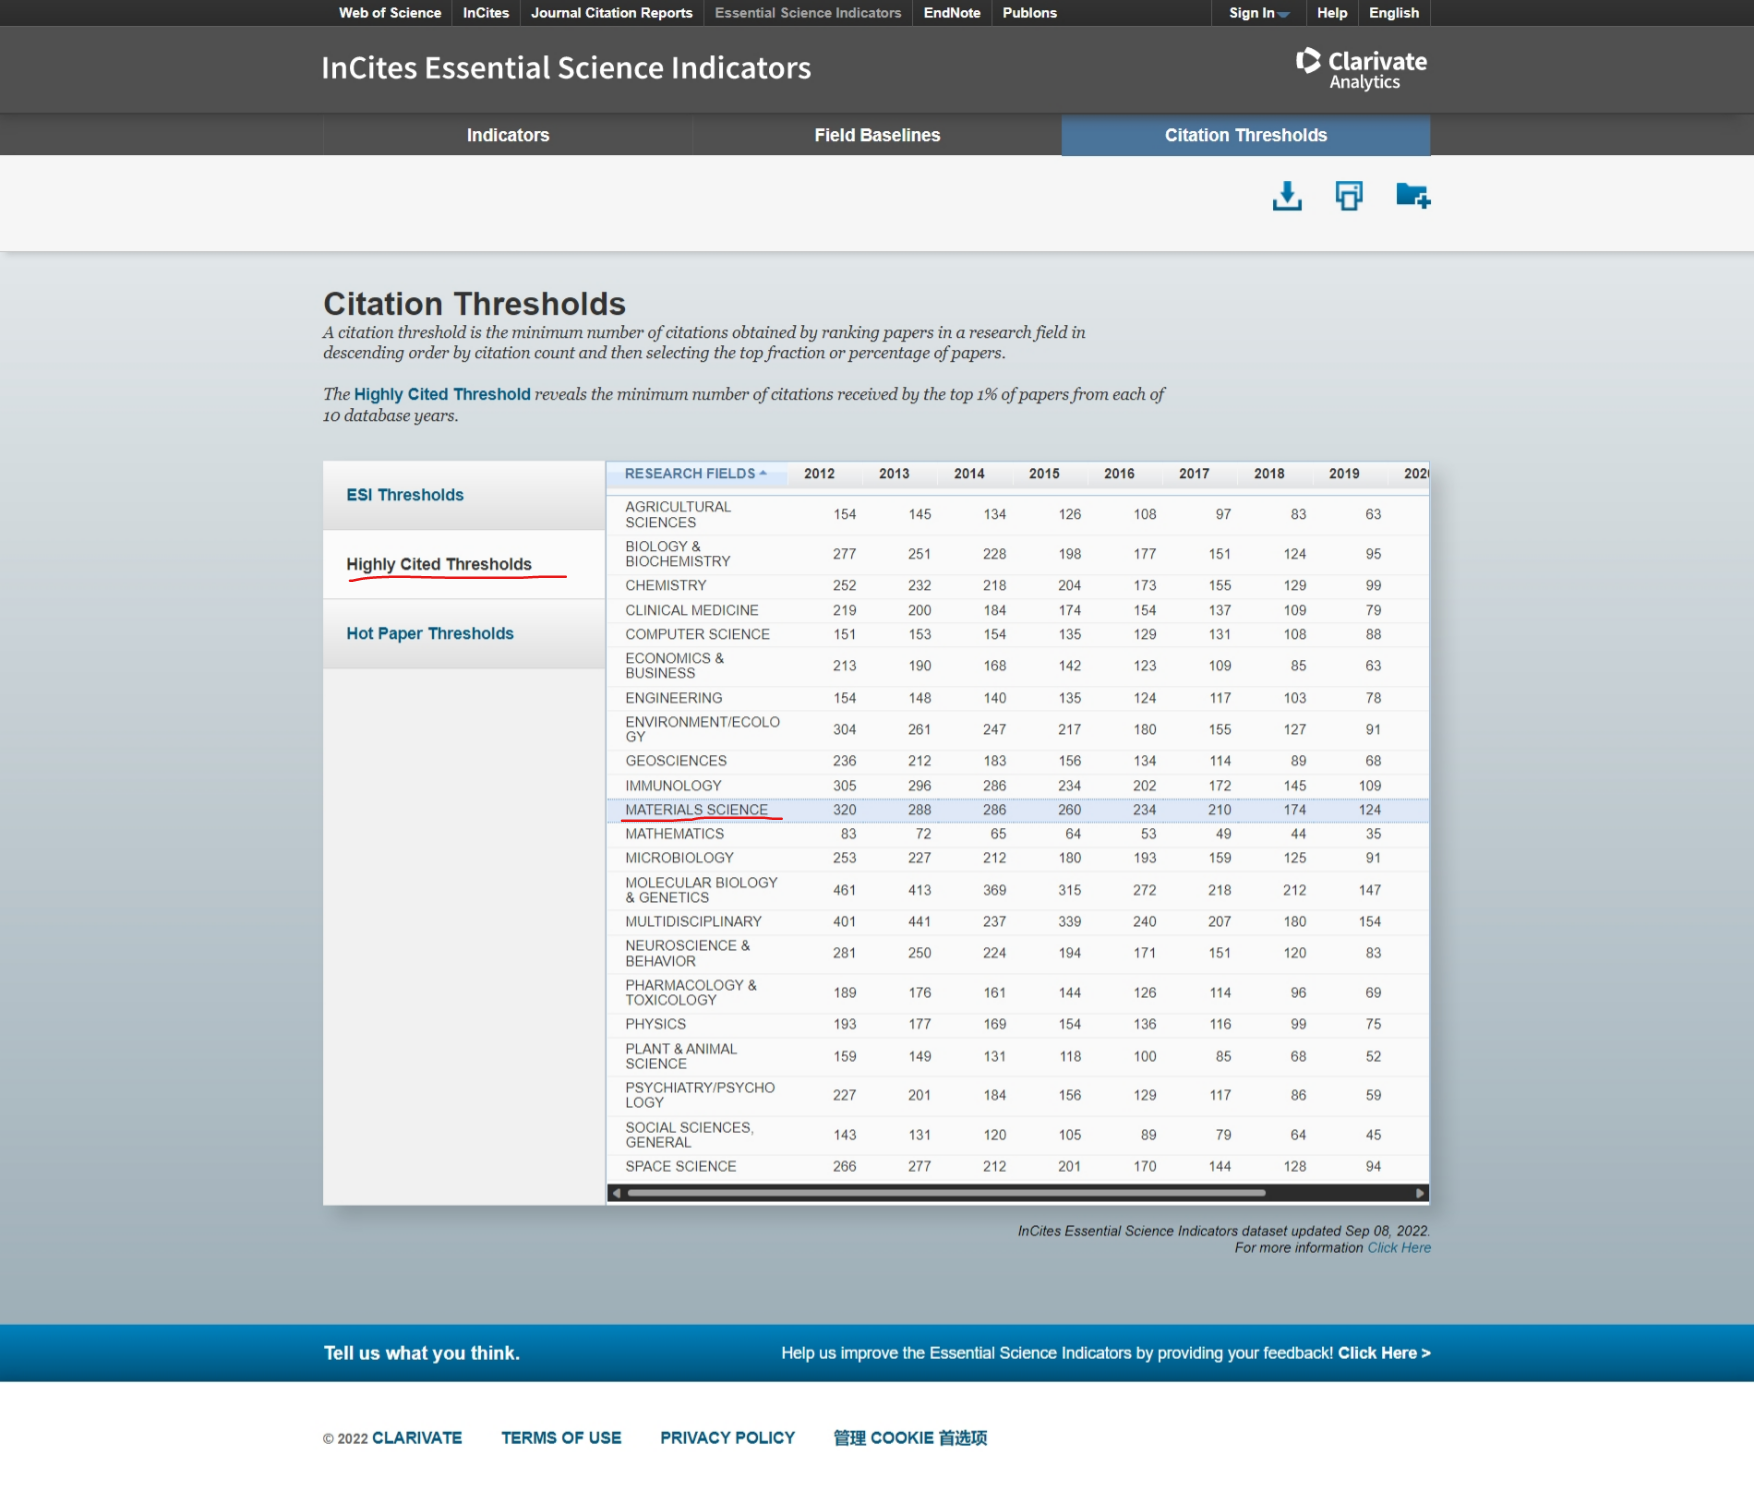 Web of Science InCites Journal Citation Reports Essential Science Indicators EndNote Publons Sign In Help English
InCites Essential Science Indicators
Clarivate
Analytics
Indicators Field Baselines Citation Thresholds
Citation Thresholds
A citation threshold is the minimum number of citations obtained by ranking papers in a research field in
descending order by citation count and then selecting the top fraction or percentage of papers.
The Highly Cited Threshold reveals the minimum number of citations received by the top 1% of papers from each of
10 database years.
ESI Thresholds
Highly Cited Thresholds
Hot Paper Thresholds
RESEARCH FIELDS 2012 2013 2014 2015 2016 2017 2018 2019
AGRICULTURAL
SCIENCES 154 145 134 126 108 97 83 63
BIOLOGY &
BIOCHEMISTRY 277 251 228 198 177 151 124 95
CHEMISTRY 252 232 218 204 173 155 129 99
CLINICAL MEDICINE 219 200 184 174 154 137 109 79
COMPUTER SCIENCE 151 153 154 135 129 131 108 88
ECONOMICS &
BUSINESS 213 190 168 142 123 109 85 63
ENGINEERING 154 148 140 135 124 117 103 78
ENVIRONMENT/ECOLO
GY 304 261 247 217 180 155 127 91
GEOSCIENCES 236 212 183 156 134 114 89 68
IMMUNOLOGY 305 296 286 234 202 172 145 109
MATERIALS SCIENCE 320 288 286 260 234 210 174 124
MATHEMATICS 83 72 65 64 53 49 44 35
MICROBIOLOGY 253 227 212 180 193 159 125 91
MOLECULAR BIOLOGY
& GENETICS 461 413 369 315 272 218 212 147
MULTIDISCIPLINARY 401 441 237 339 240 207 180 154
NEUROSCIENCE &
BEHAVIOR 281 250 224 194 171 151 120 83
PHARMACOLOGY &
TOXICOLOGY 189 176 161 144 126 114 96 69
PHYSICS 193 177 169 154 136 116 99 75
PLANT & ANIMAL
SCIENCE 159 149 131 118 100 85 68 52
PSYCHIATRY/PSYCHO
LOGY 227 201 184 156 129 117 86 59
SOCIAL SCIENCES,
GENERAL 143 131 120 105 89 79 64 45
SPACE SCIENCE 266 277 212 201 170 144 128 94
InCites Essential Science Indicators dataset updated Sep 08, 2022.
For more information Click Here
Tell us what you think. Help us improve the Essential Science Indicators by providing your feedback! Click Here >
© 2022 CLARIVATE TERMS OF USE PRIVACY POLICY 管理 COOKIE 首选项